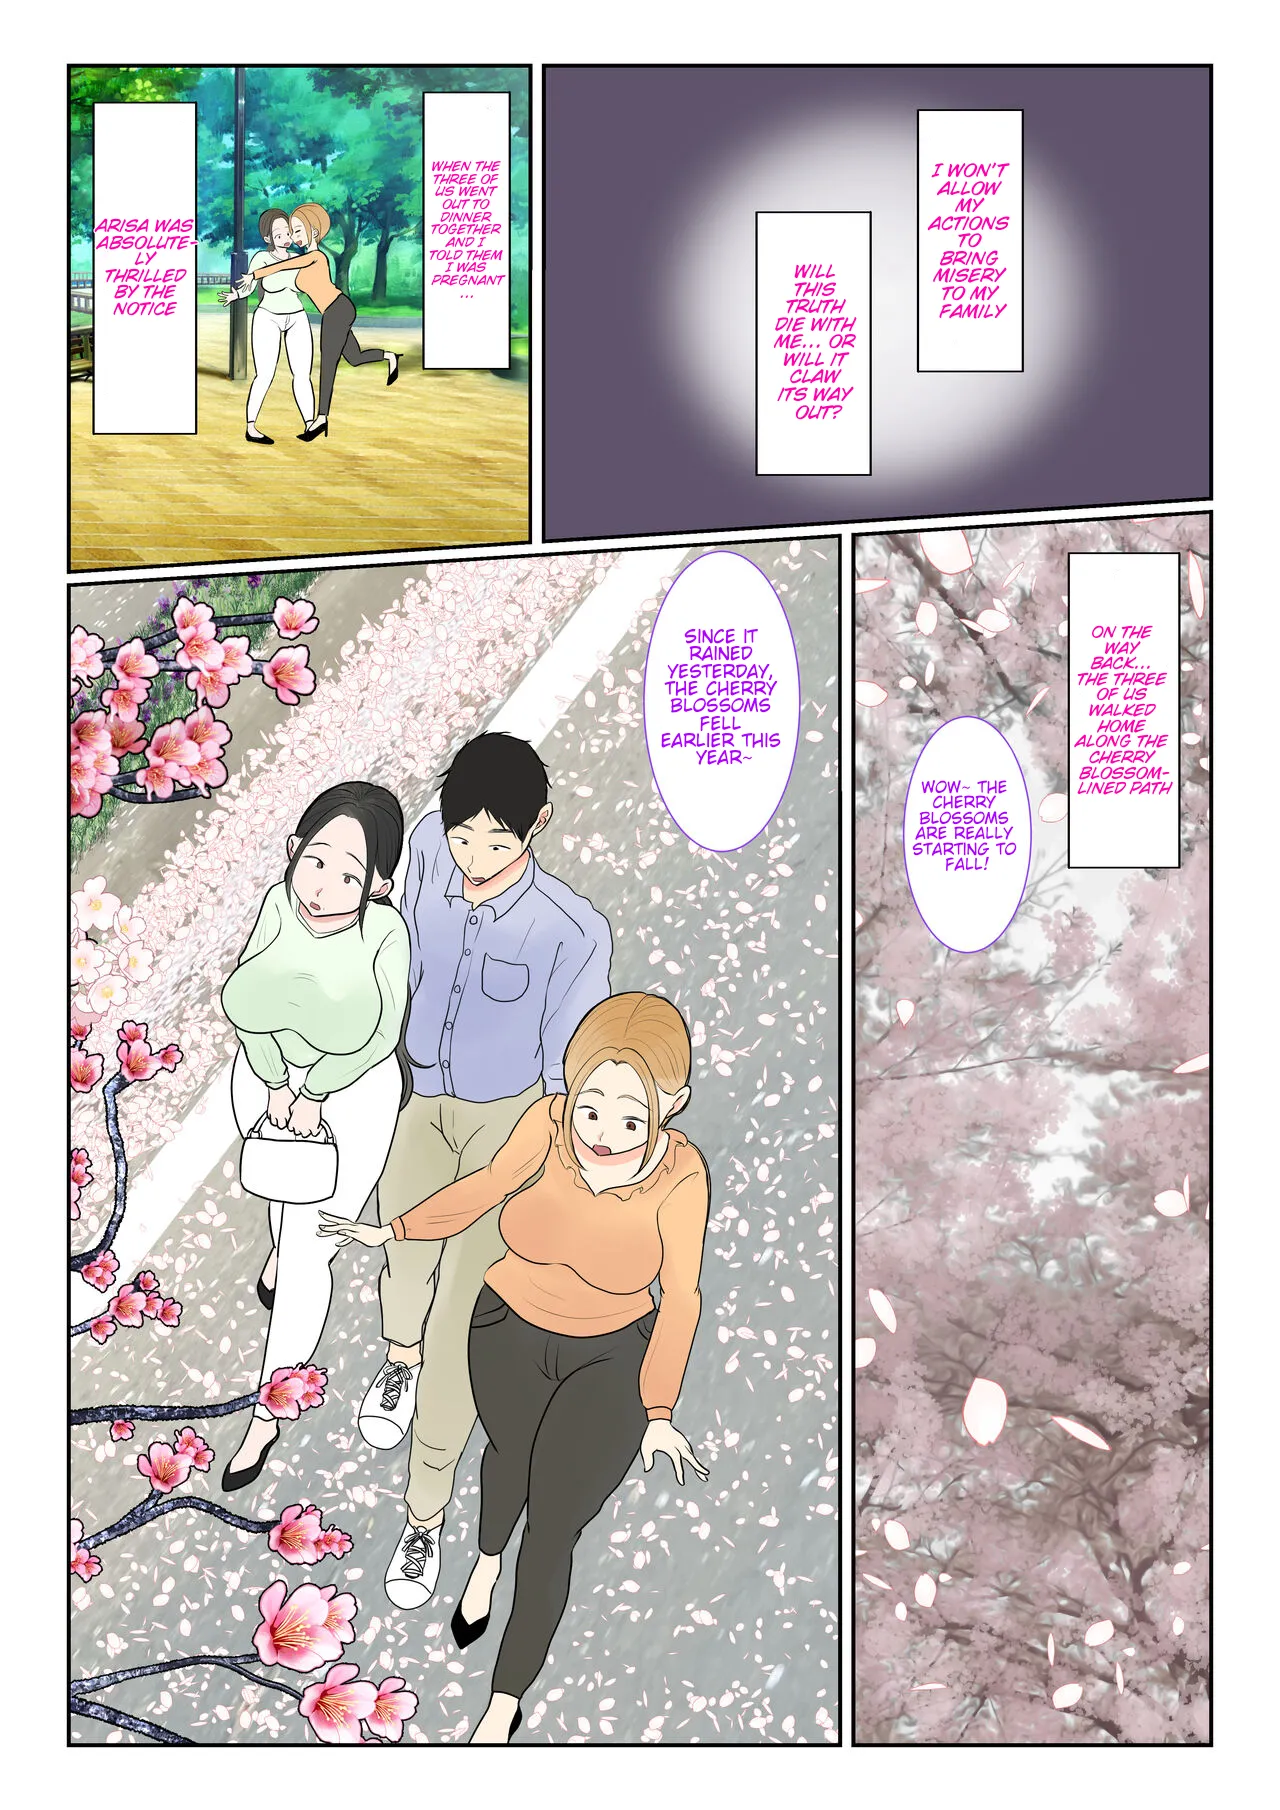 I WON'T
ALLOW
MY
ACTIONS
TO
BRING
MISERY
TO MY
FAMILY
WILL
THIS
TRUTH
DIE WITH
ME... OR
WILL IT
CLAW
ITS WAY
OUT?
WHEN THE
THREE OF
US WENT
OUT TO
DINNER
TOGETHER
AND I
TOLD THEM
I WAS
PREGNANT
...
ARISA WAS
ABSOLUTE-
LY
THRILLED
BY THE
NOTICE
ON THE
WAY
BACK...
THE THREE
OF US
WALKED
HOME
ALONG THE
CHERRY
BLOSSOM-
LINED PATH
WOW~ THE
CHERRY
BLOSSOMS
ARE REALLY
STARTING TO
FALL!
SINCE IT
RAINED
YESTERDAY,
THE CHERRY
BLOSSOMS
FELL
EARLIER THIS
YEAR~